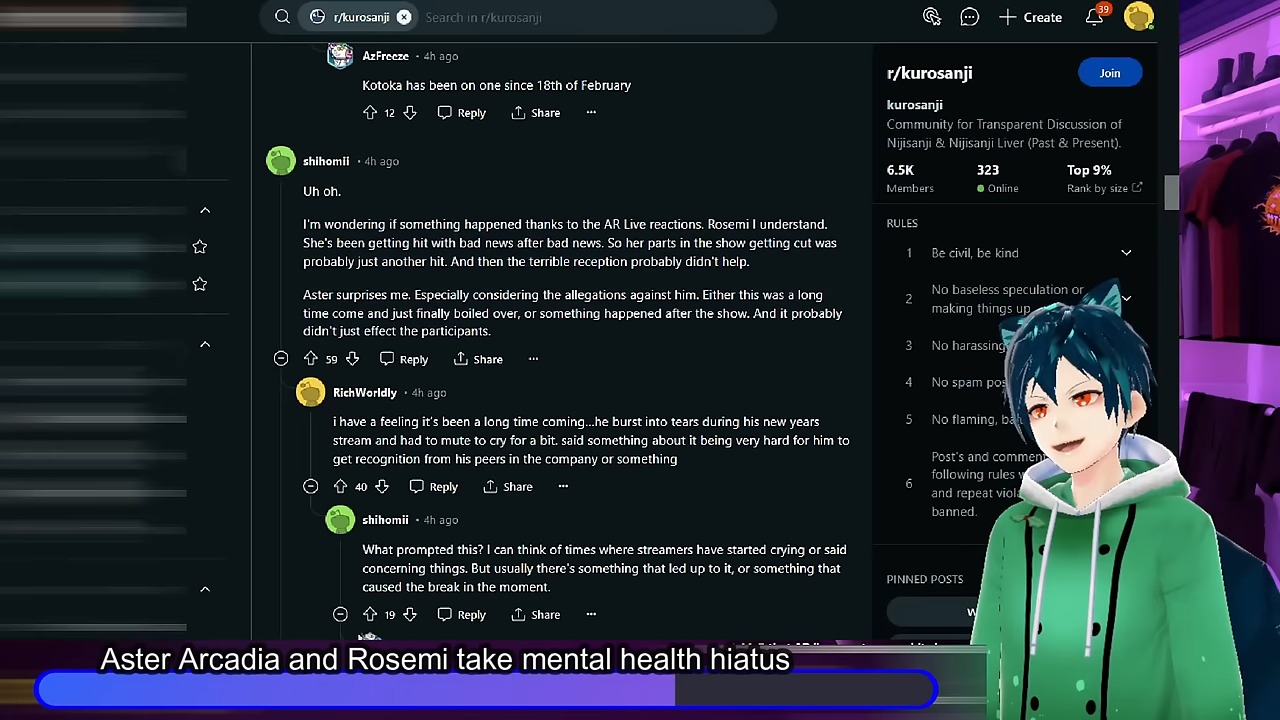 r/kurosanji
Search in r/kurosanji
Create
39
AzFreeze • 4h ago
Kotoka has been on one since 18th of February
12
Reply
Share
shihomii • 4h ago
Uh oh.
I'm wondering if something happened thanks to the AR Live reactions. Rosemi I understand.
She's been getting hit with bad news after bad news. So her parts in the show getting cut was
probably just another hit. And then the terrible reception probably didn't help.
Aster surprises me. Especially considering the allegations against him. Either this was a long
time come and just finally boiled over, or something happened after the show. And it probably
didn't just effect the participants.
59
Reply
Share
RichWorldly • 4h ago
i have a feeling it's been a long time coming...he burst into tears during his new years
stream and had to mute to cry for a bit. said something about it being very hard for him to
get recognition from his peers in the company or something
40
Reply
Share
shihomii • 4h ago
What prompted this? I can think of times where streamers have started crying or said
concerning things. But usually there's something that led up to it, or something that
caused the break in the moment.
19
Reply
Share
r/kurosanji
Join
kurosanji
Community for Transparent Discussion of
Nijisanji & Nijisanji Liver (Past & Present).
6.5K
323
Top 9%
Members
Online
Rank by size
RULES
1 Be civil, be kind
2 No baseless speculation or
making things up
3 No harassing
4 No spam
5 No flaming,
6 Post's and
following rules
and repeat
banned.
PINNED POSTS
Aster Arcadia and Rosemi take mental health hiatus